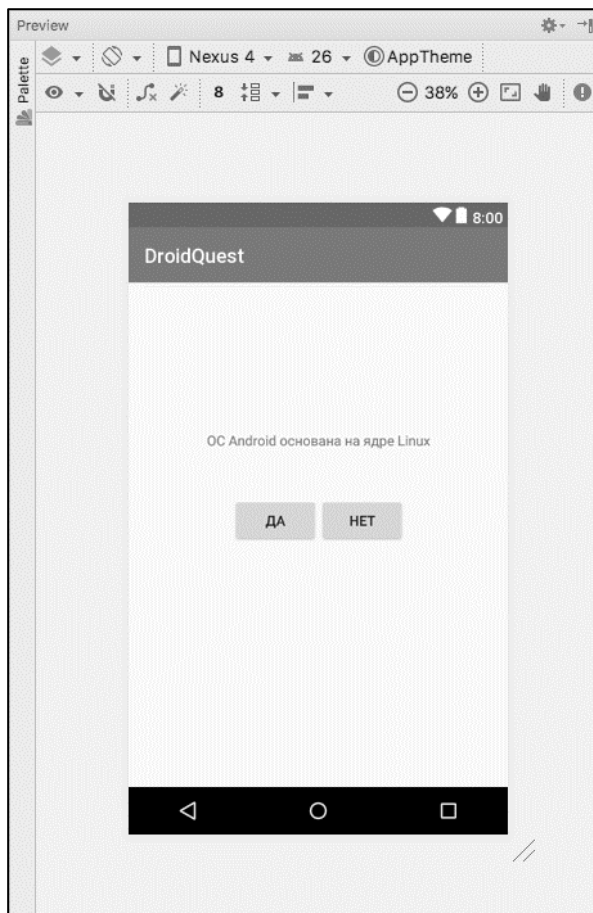 Preview
Palette
Nexus 4 26 AppTheme
8 38%
8:00
DroidQuest
ОС Android основана на ядре Linux
ДА НЕТ